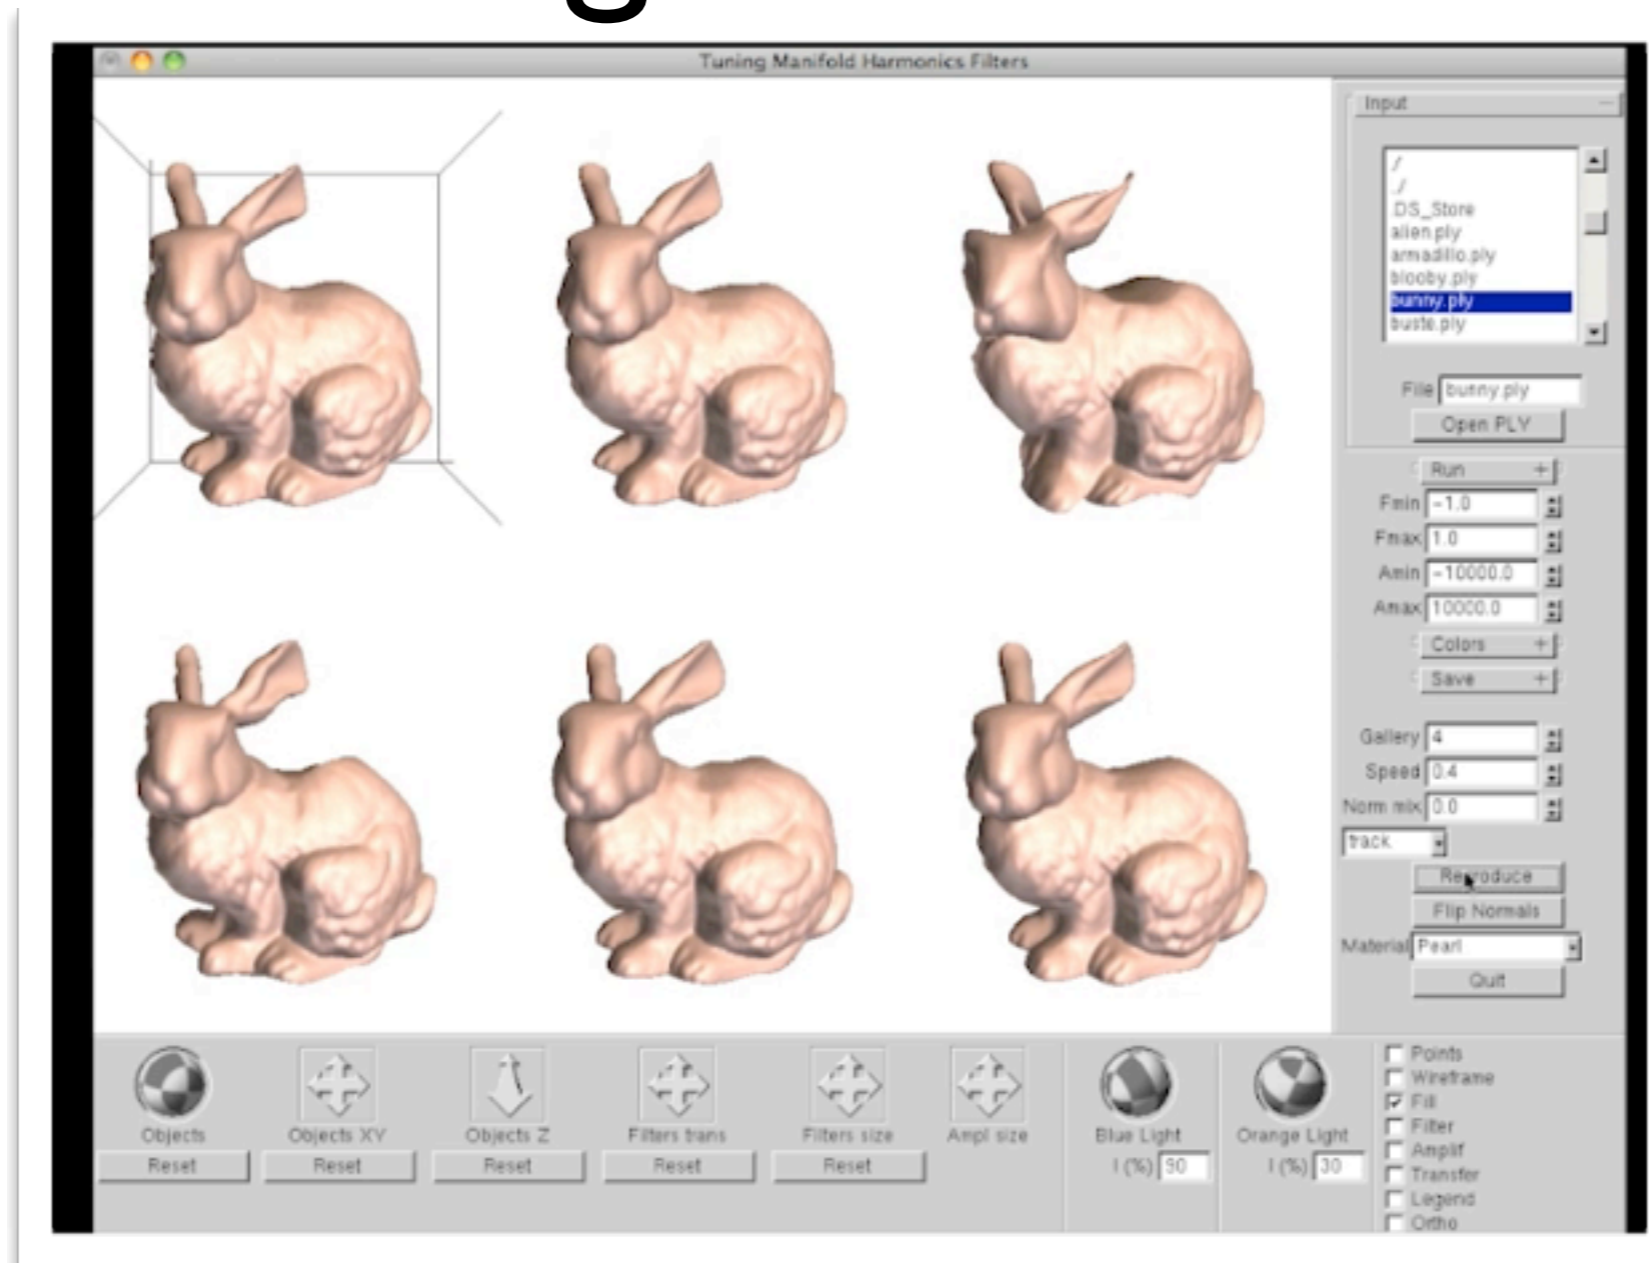 g
Tuning Manifold Harmonics Filters
Input
./
../
.DS_Store
alien.ply
armadillo.ply
blooby.ply
bunny.ply
buste.ply
File bunny.ply
Open PLY
Run +
Fmin -1.0
Fmax 1.0
Amin -10000.0
Amax 10000.0
Colors +
Save +
Gallery 4
Speed 0.4
Norm mix 0.0
track
Reproduce
Flip Normals
Material Pearl
Quit
Objects Objects XY Objects Z Filters trans Filters size Ampl size Blue Light Orange Light
Reset Reset Reset Reset Reset I (%) 90 I (%) 30
Points
Wireframe
Fill
Filter
Amplif
Transfer
Legend
Ortho